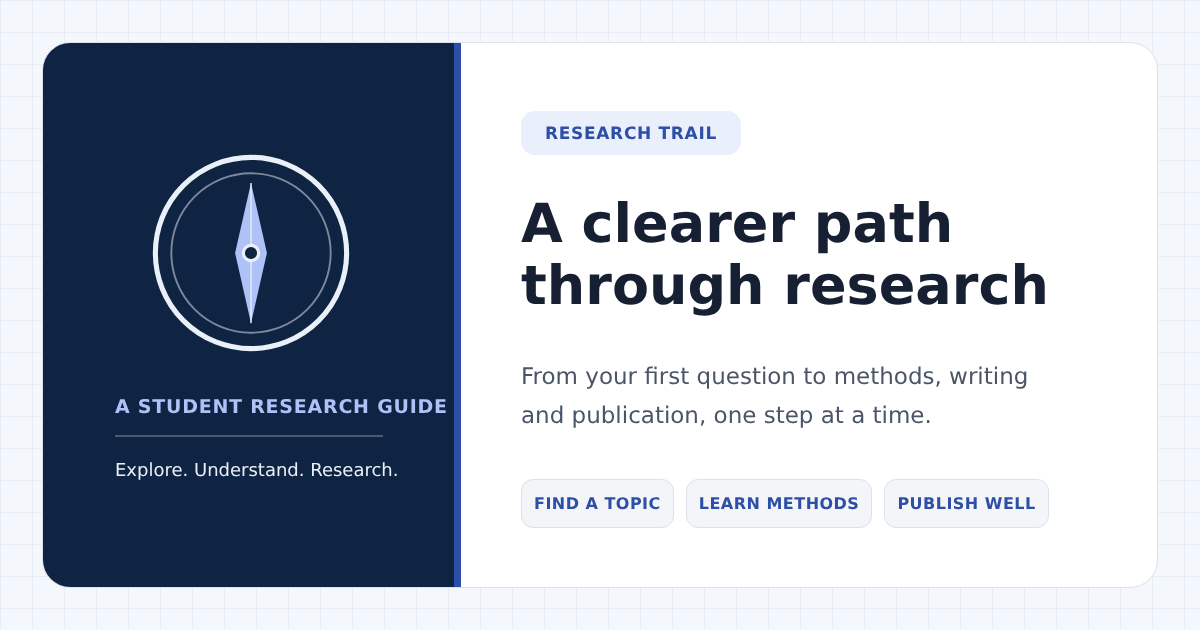 A STUDENT RESEARCH GUIDE
Explore. Understand. Research.
RESEARCH TRAIL
A clearer path
through research
From your first question to methods, writing
and publication, one step at a time.
FIND A TOPIC
LEARN METHODS
PUBLISH WELL